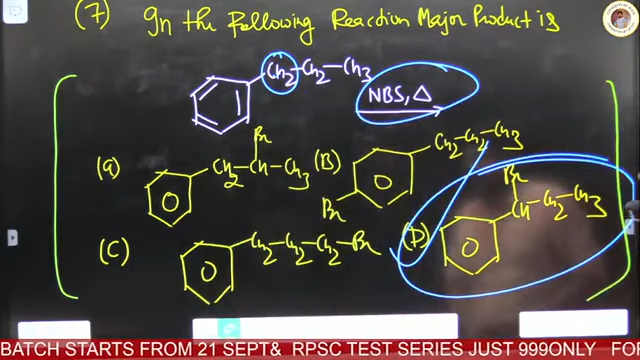 (7) In the following Reaction Major Product is
CH2-CH2-CH3
NBS, Δ
Br
(a) CH2-CH-CH3 (B) CH2-CH2-CH3
Br
Br
(C) CH2-CH2-CH2-Br (D) CH-CH2-CH3
BATCH STARTS FROM 21 SEPT& RPSC TEST SERIES JUST 999ONLY FO